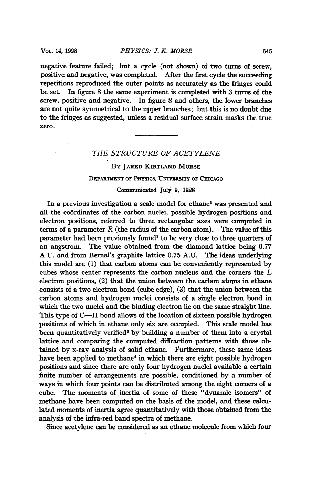 VOL. 14, 1928 PHYSICS: J. K. MORSE 645
negative feature failed; but a cycle (not shown) of two turns of screw,
positive and negative, was completed. After the first cycle the succeeding
repetitions reproduced the outer points as accurately as the fringes could
be set. In figure 8 the same experiment is completed with 3 turns of the
screw, positive and negative. In figure 8 and others, the lower branches
are not quite symmetrical to the upper branches; but this is no doubt due
to the fringes as suggested, unless a residual surface strain marks the true
zero.
THE STRUCTURE OF ACETYLENE
BY JARED KIRTLAND MORSE
DEPARTMENT OF PHYSICS, UNIVERSITY OF CHICAGO
Communicated July 9, 1928
In a previous investigation a scale model for ethane¹ was presented and
all the coördinates of the carbon nuclei, possible hydrogen positions and
electron positions, referred to three rectangular axes were computed in
terms of a parameter R (the radius of the carbon atom). The value of this
parameter had been previously found² to be very close to three quarters of
an angstrom. The value obtained from the diamond lattice being 0.77
A.U. and from Bernal's graphite lattice 0.75 A.U. The ideas underlying
this model are (1) that carbon atoms can be conveniently represented by
cubes whose center represents the carbon nucleus and the corners the L
electron positions, (2) that the union between the carbon atoms in ethane
consists of a two electron bond (cube edge), (3) that the union between the
carbon atoms and hydrogen nuclei consists of a single electron bond in
which the two nuclei and the binding electron lie on the same straight line.
This type of C—H bond allows of the location of sixteen possible hydrogen
positions of which in ethane only six are occupied. This scale model has
been quantitatively verified³ by building a number of them into a crystal
lattice and comparing the computed diffraction patterns with those ob-
tained by x-ray analysis of solid ethane. Furthermore, these same ideas
have been applied to methane⁴ in which there are eight possible hydrogen
positions and since there are only four hydrogen nuclei available a certain
finite number of arrangements are possible, conditioned by a number of
ways in which four points can be distributed among the eight corners of a
cube. The moments of inertia of some of these "dynamic isomers" of
methane have been computed on the basis of the model, and these calcu-
lated moments of inertia agree quantitatively with those obtained from the
analysis of the infra-red band spectra of methane.
Since acetylene can be considered as an ethane molecule from which four